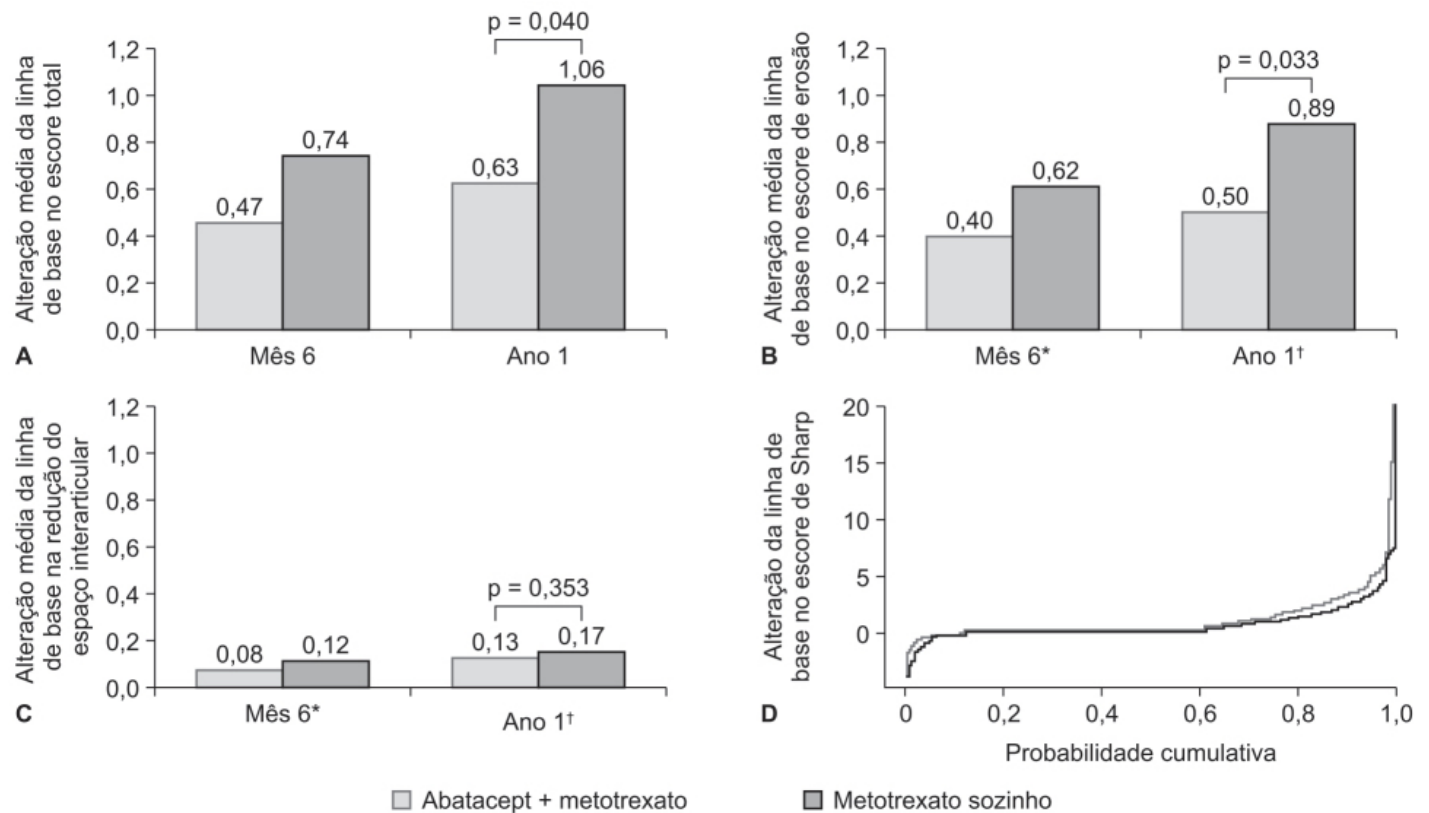 Alteração média da linha
de base no escore total
1,2
1,0
0,8
0,6
0,4
0,2
0,0
p = 0,040
0,47
0,74
0,63
1,06
Mês 6
Ano 1
A
Alteração média da linha
de base no escore de erosão
1,2
1,0
0,8
0,6
0,4
0,2
0,0
p = 0,033
0,40
0,62
0,50
0,89
Mês 6*
Ano 1†
B
Alteração média da linha
de base na redução do
espaço interarticular
1,2
1,0
0,8
0,6
0,4
0,2
0,0
p = 0,353
0,08
0,12
0,13
0,17
Mês 6*
Ano 1†
C
Alteração da linha de
base no escore de Sharp
20
15
10
5
0
0
0,2
0,4
0,6
0,8
1,0
D
Probabilidade cumulativa
Abatacept + metotrexato
Metotrexato sozinho